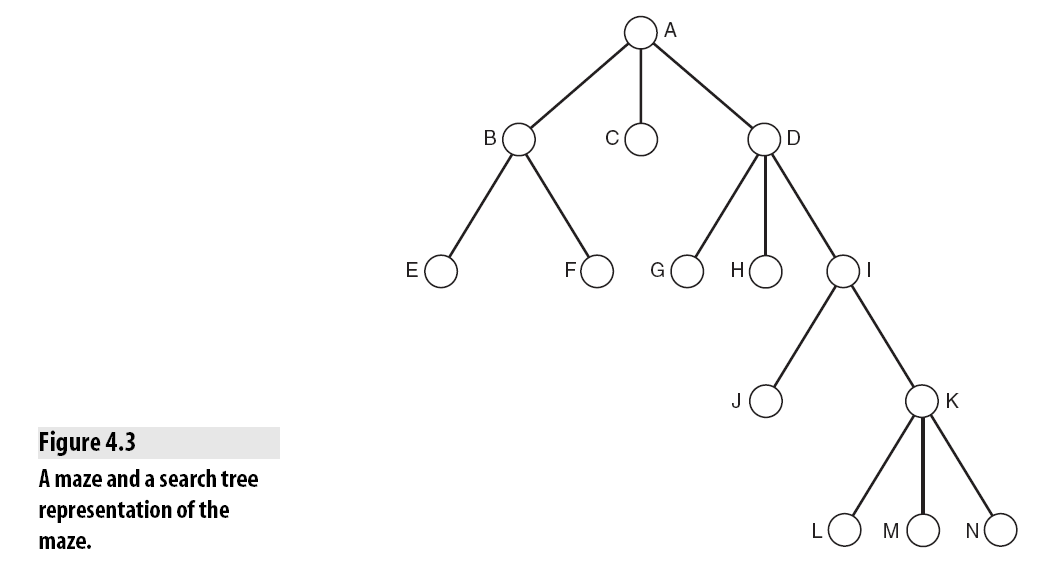 A
B C D
E F G H I
J K
L M N
Figure 4.3
A maze and a search tree
representation of the
maze.